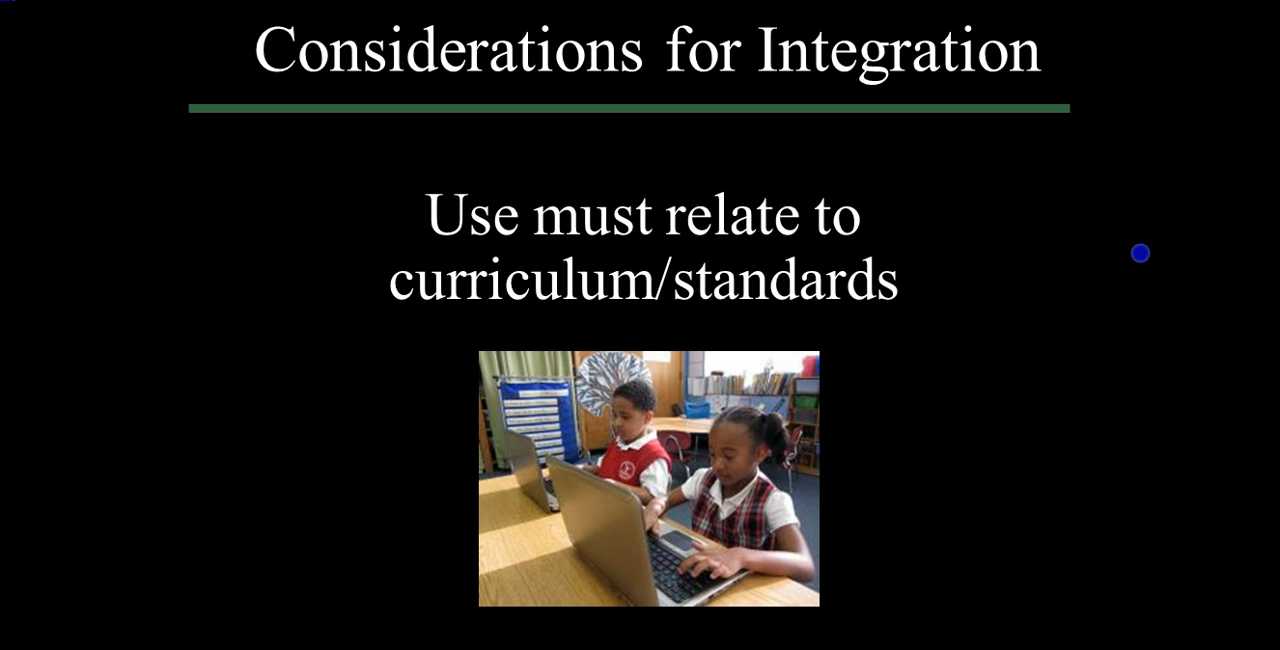 Considerations for Integration
Use must relate to
curriculum/standards